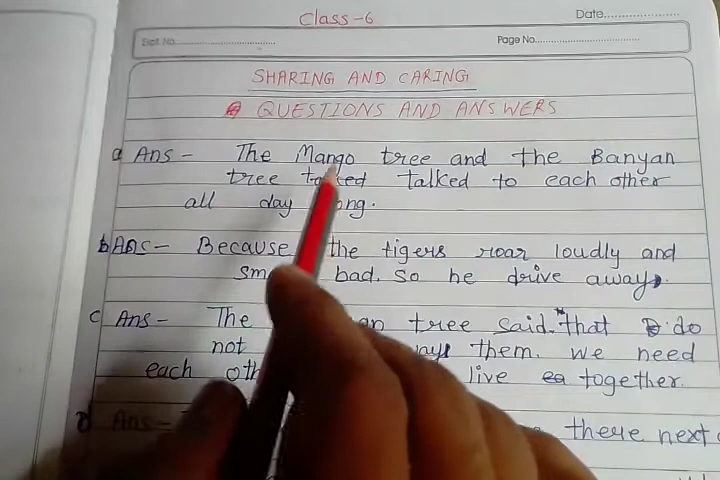 Class-6
Date
Page No.
SHARING AND CARING
QUESTIONS AND ANSWERS
a Ans - The Mango tree and the Banyan
tree talked to each other
all day
b Anc - Because the tigers roar loudly and
bad. so he drive away.
c Ans - The tree said. that do
not them. we need
each live ea together.
d Ans - there next